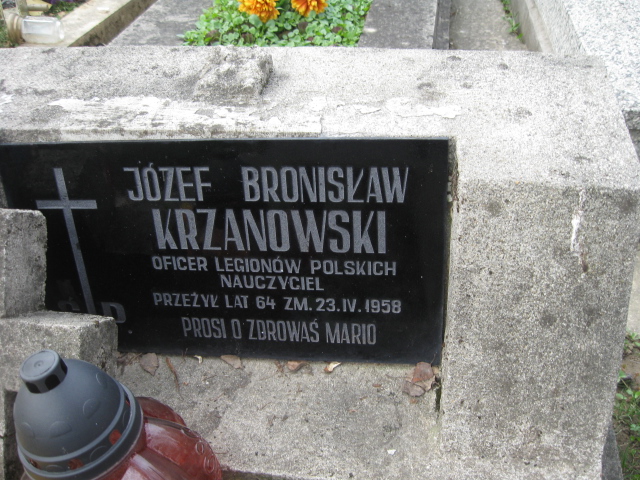 JÓZEF BRONISŁAW
KRZANOWSKI
OFICER LEGIONÓW POLSKICH
NAUCZYCIEL
PRZEŻYŁ LAT 64 ZM. 23.IV.1958
PROSI O ZDROWAŚ MARIO